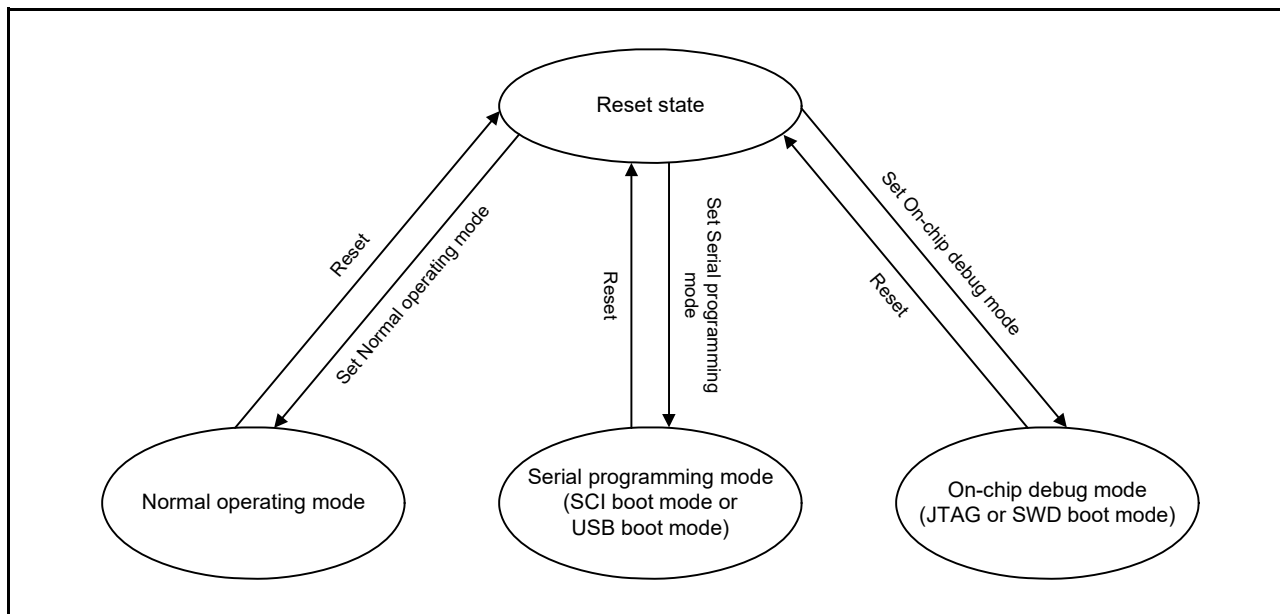 Reset state
Reset
Set Normal operating mode
Reset
Set Serial programming
mode
Set On-chip debug mode
Reset
Normal operating mode
Serial programming mode
(SCI boot mode or
USB boot mode)
On-chip debug mode
(JTAG or SWD boot mode)